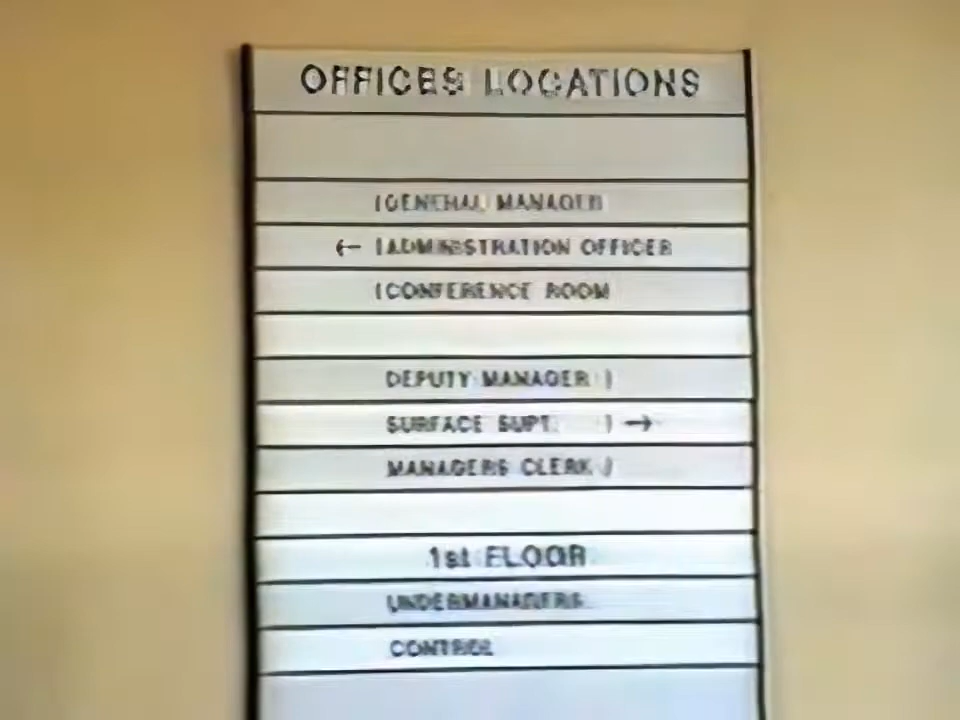 OFFICES LOCATIONS
(GENERAL MANAGER
← (ADMINISTRATION OFFICER
(CONFERENCE ROOM
DEPUTY MANAGER )
SURFACE SUPT. ) →
MANAGERS CLERK )
1st FLOOR
UNDERMANAGERS
CONTROL